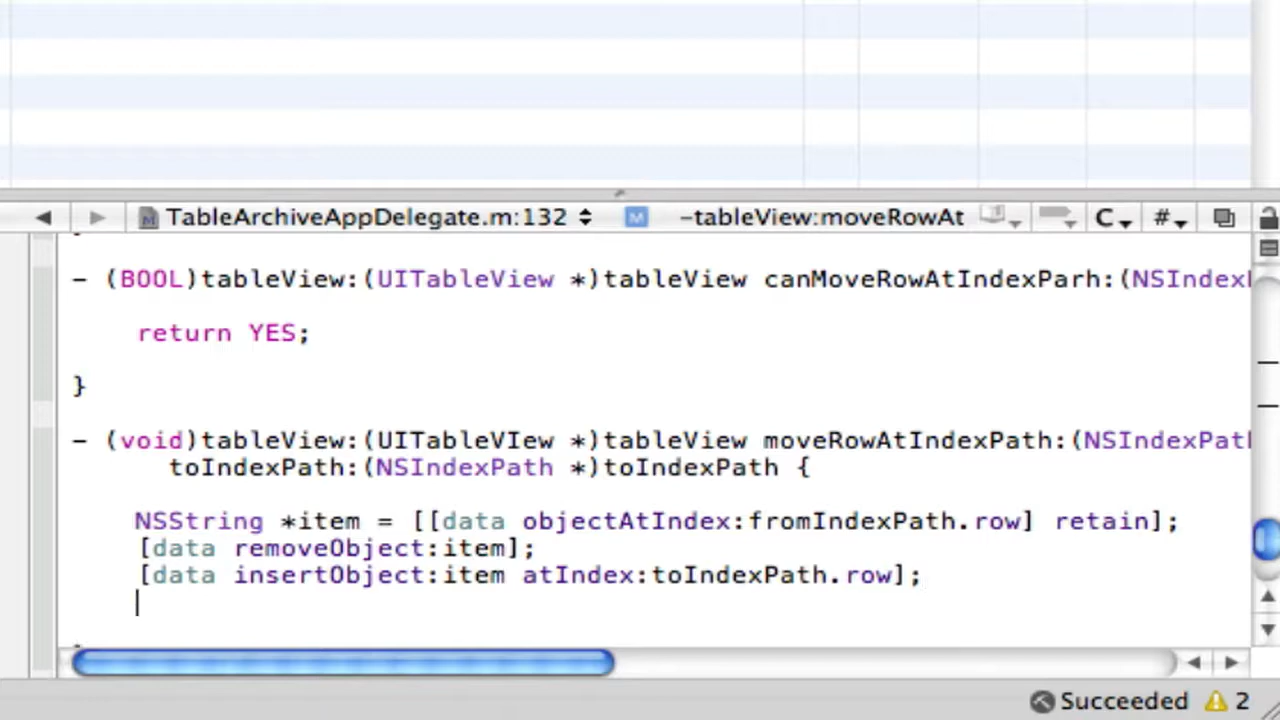 TableArchiveAppDelegate.m:132 M -tableView:moveRowAt C #
- (BOOL)tableView:(UITableView *)tableView canMoveRowAtIndexParh:(NSIndex
return YES;
}
- (void)tableView:(UITableVIew *)tableView moveRowAtIndexPath:(NSIndexPat
toIndexPath:(NSIndexPath *)toIndexPath {
NSString *item = [[data objectAtIndex:fromIndexPath.row] retain];
[data removeObject:item];
[data insertObject:item atIndex:toIndexPath.row];
Succeeded 2